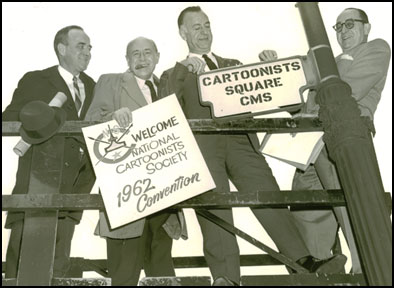 WELCOME
NATIONAL
CARTOONISTS
SOCIETY
1962
Convention
CARTOONISTS
SQUARE
CMS